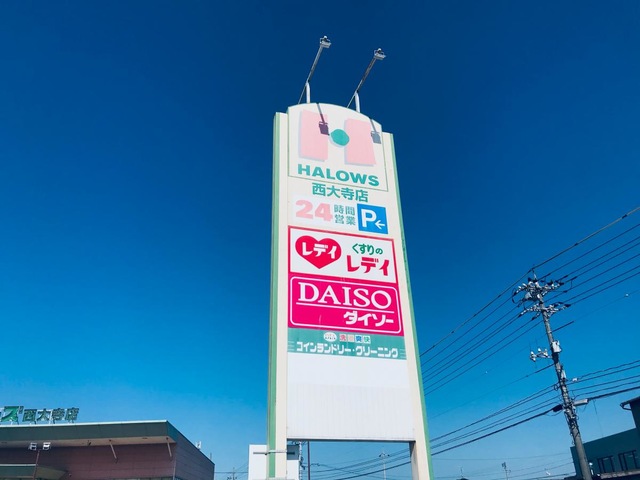 HALOWS
西大寺店
24時間営業 P
レディ くすりのレディ
DAISO
ダイソー
コインランドリー・クリーニング
ズ西大寺店